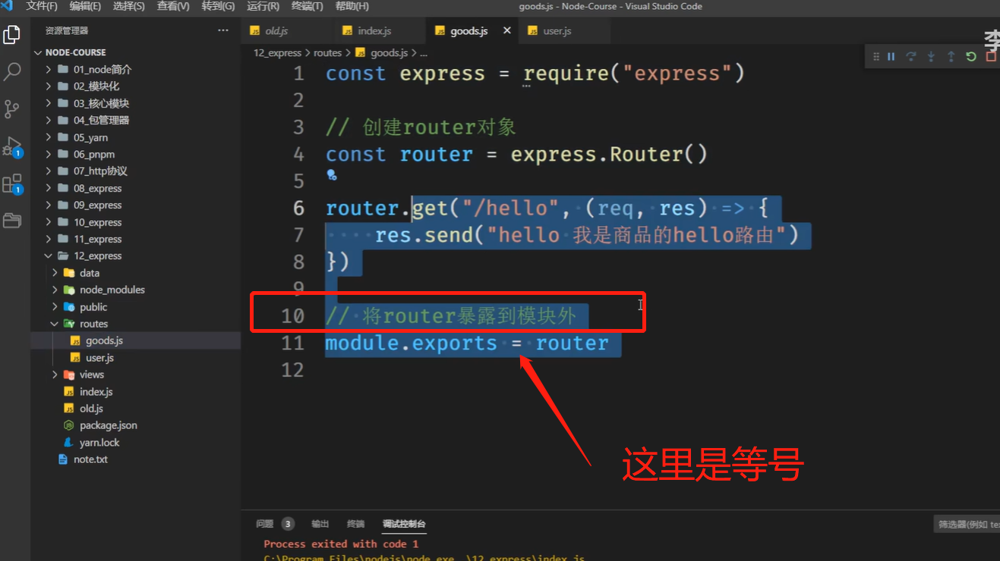 文件(F) 编辑(E) 选择(S) 查看(V) 转到(G) 运行(R) 终端(T) 帮助(H) goods.js - Node-Course - Visual Studio Code
资源管理器 ···
NODE-COURSE
01_node简介
02_模块化
03_核心模块
04_包管理器
05_yarn
06_pnpm
07_http协议
08_express
09_express
10_express
11_express
12_express
data
node_modules
public
routes
goods.js
user.js
views
index.js
old.js
package.json
yarn.lock
note.txt
1
1
old.js index.js goods.js × user.js
李
12_express > routes > goods.js > ...
1 const express = require("express")
2
3 // 创建router对象
4 const router = express.Router()
5
6 router.get("/hello", (req, res) => {
7 res.send("hello 我是商品的hello路由")
8 })
9
10 // 将router暴露到模块外
11 module.exports = router
12
这里是等号
问题 3 输出 终端 调试控制台 筛选器(例如
Process exited with code 1
C:\Program Files\nodejs\node.exe .\12_express\index.js